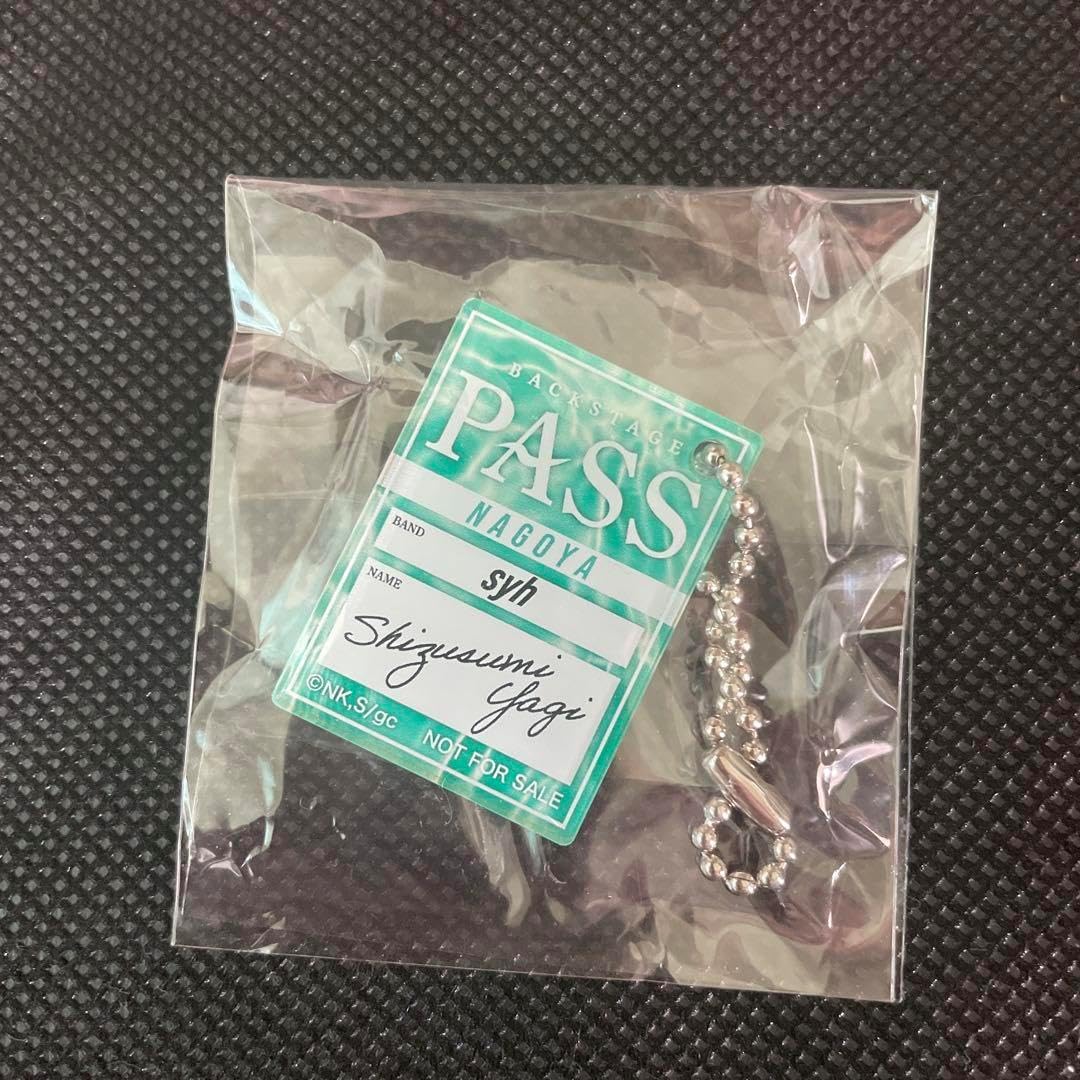 BACKSTAGE
PASS
NAGOYA
BAND
syh
NAME
Shizusumi
Yagi
©NK,S/gc
NOT FOR SALE